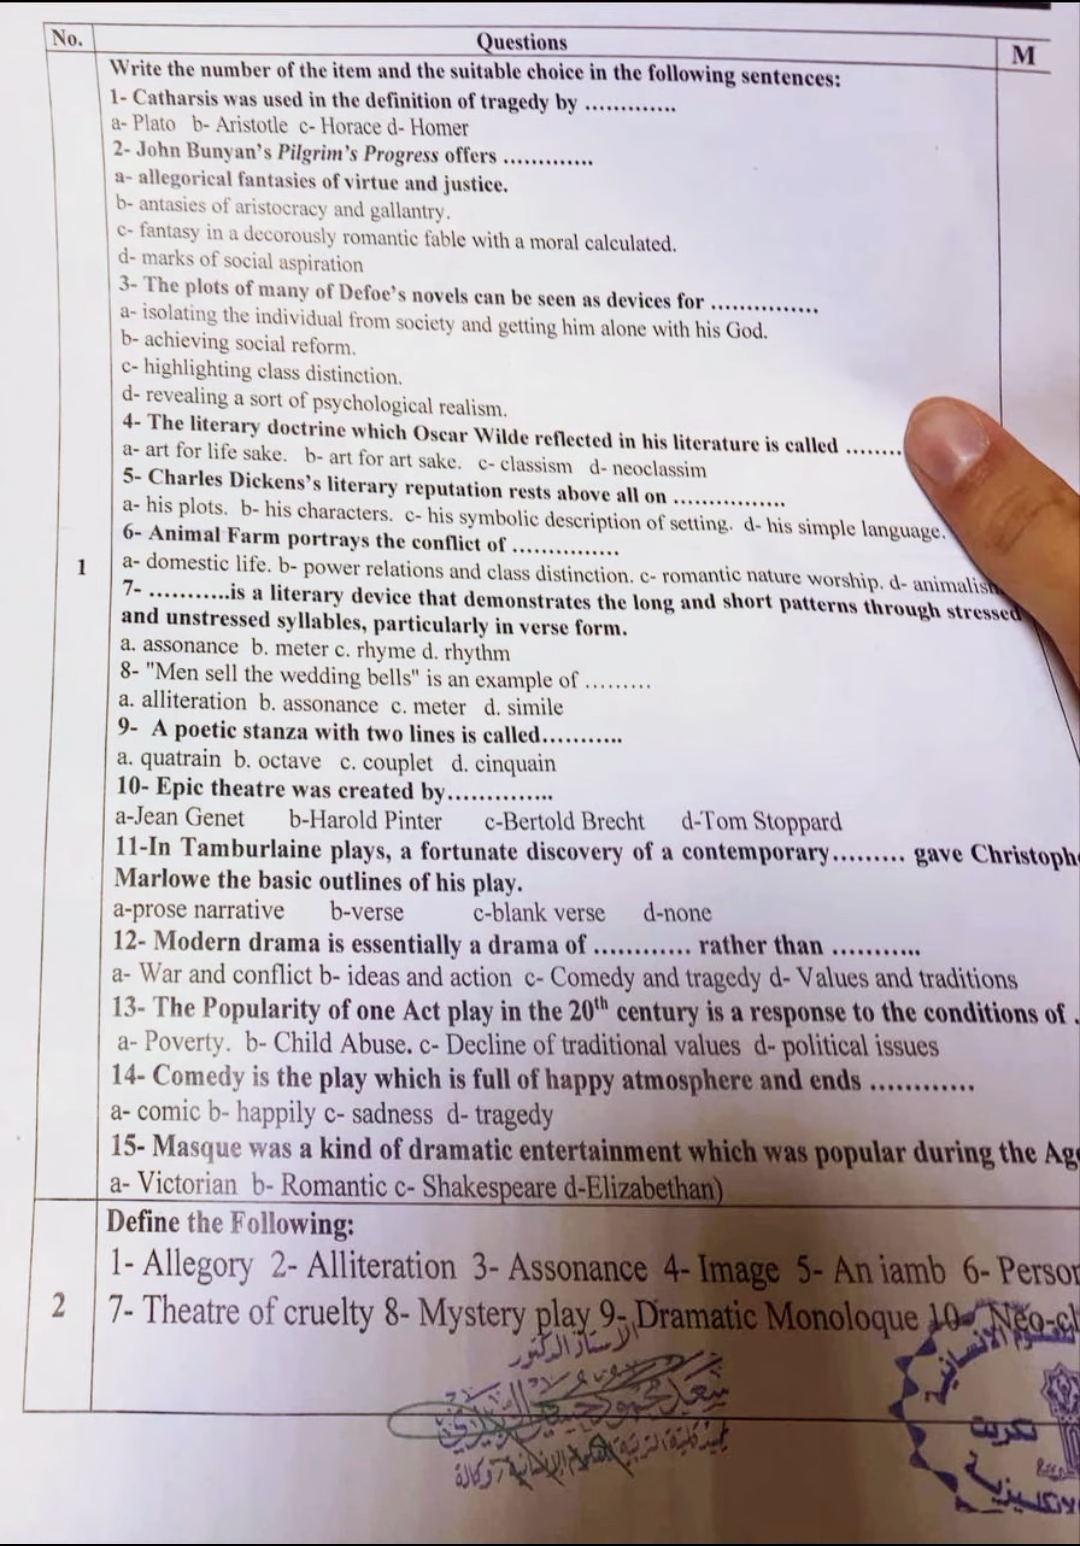 No. Questions M
Write the number of the item and the suitable choice in the following sentences:
1- Catharsis was used in the definition of tragedy by .............
a- Plato b- Aristotle c- Horace d- Homer
2- John Bunyan's Pilgrim's Progress offers .............
a- allegorical fantasies of virtue and justice.
b- antasies of aristocracy and gallantry.
c- fantasy in a decorously romantic fable with a moral calculated.
d- marks of social aspiration
3- The plots of many of Defoe's novels can be seen as devices for ...............
a- isolating the individual from society and getting him alone with his God.
b- achieving social reform.
c- highlighting class distinction.
d- revealing a sort of psychological realism.
4- The literary doctrine which Oscar Wilde reflected in his literature is called ........
a- art for life sake. b- art for art sake. c- classism d- neoclassim
5- Charles Dickens's literary reputation rests above all on ...............
a- his plots. b- his characters. c- his symbolic description of setting. d- his simple language.
6- Animal Farm portrays the conflict of ...............
1 a- domestic life. b- power relations and class distinction. c- romantic nature worship. d- animalis
7- ...........is a literary device that demonstrates the long and short patterns through stressed
and unstressed syllables, particularly in verse form.
a. assonance b. meter c. rhyme d. rhythm
8- "Men sell the wedding bells" is an example of .........
a. alliteration b. assonance c. meter d. simile
9- A poetic stanza with two lines is called...........
a. quatrain b. octave c. couplet d. cinquain
10- Epic theatre was created by..............
a-Jean Genet b-Harold Pinter c-Bertold Brecht d-Tom Stoppard
11-In Tamburlaine plays, a fortunate discovery of a contemporary......... gave Christophe
Marlowe the basic outlines of his play.
a-prose narrative b-verse c-blank verse d-none
12- Modern drama is essentially a drama of ............ rather than ...........
a- War and conflict b- ideas and action c- Comedy and tragedy d- Values and traditions
13- The Popularity of one Act play in the 20th century is a response to the conditions of .
a- Poverty. b- Child Abuse. c- Decline of traditional values d- political issues
14- Comedy is the play which is full of happy atmosphere and ends ............
a- comic b- happily c- sadness d- tragedy
15- Masque was a kind of dramatic entertainment which was popular during the Age
a- Victorian b- Romantic c- Shakespeare d-Elizabethan)
Define the Following:
1- Allegory 2- Alliteration 3- Assonance 4- Image 5- An iamb 6- Person
2 7- Theatre of cruelty 8- Mystery play 9- Dramatic Monoloque 10- Neo-cl
الأستاذ الدكتور
تكريت